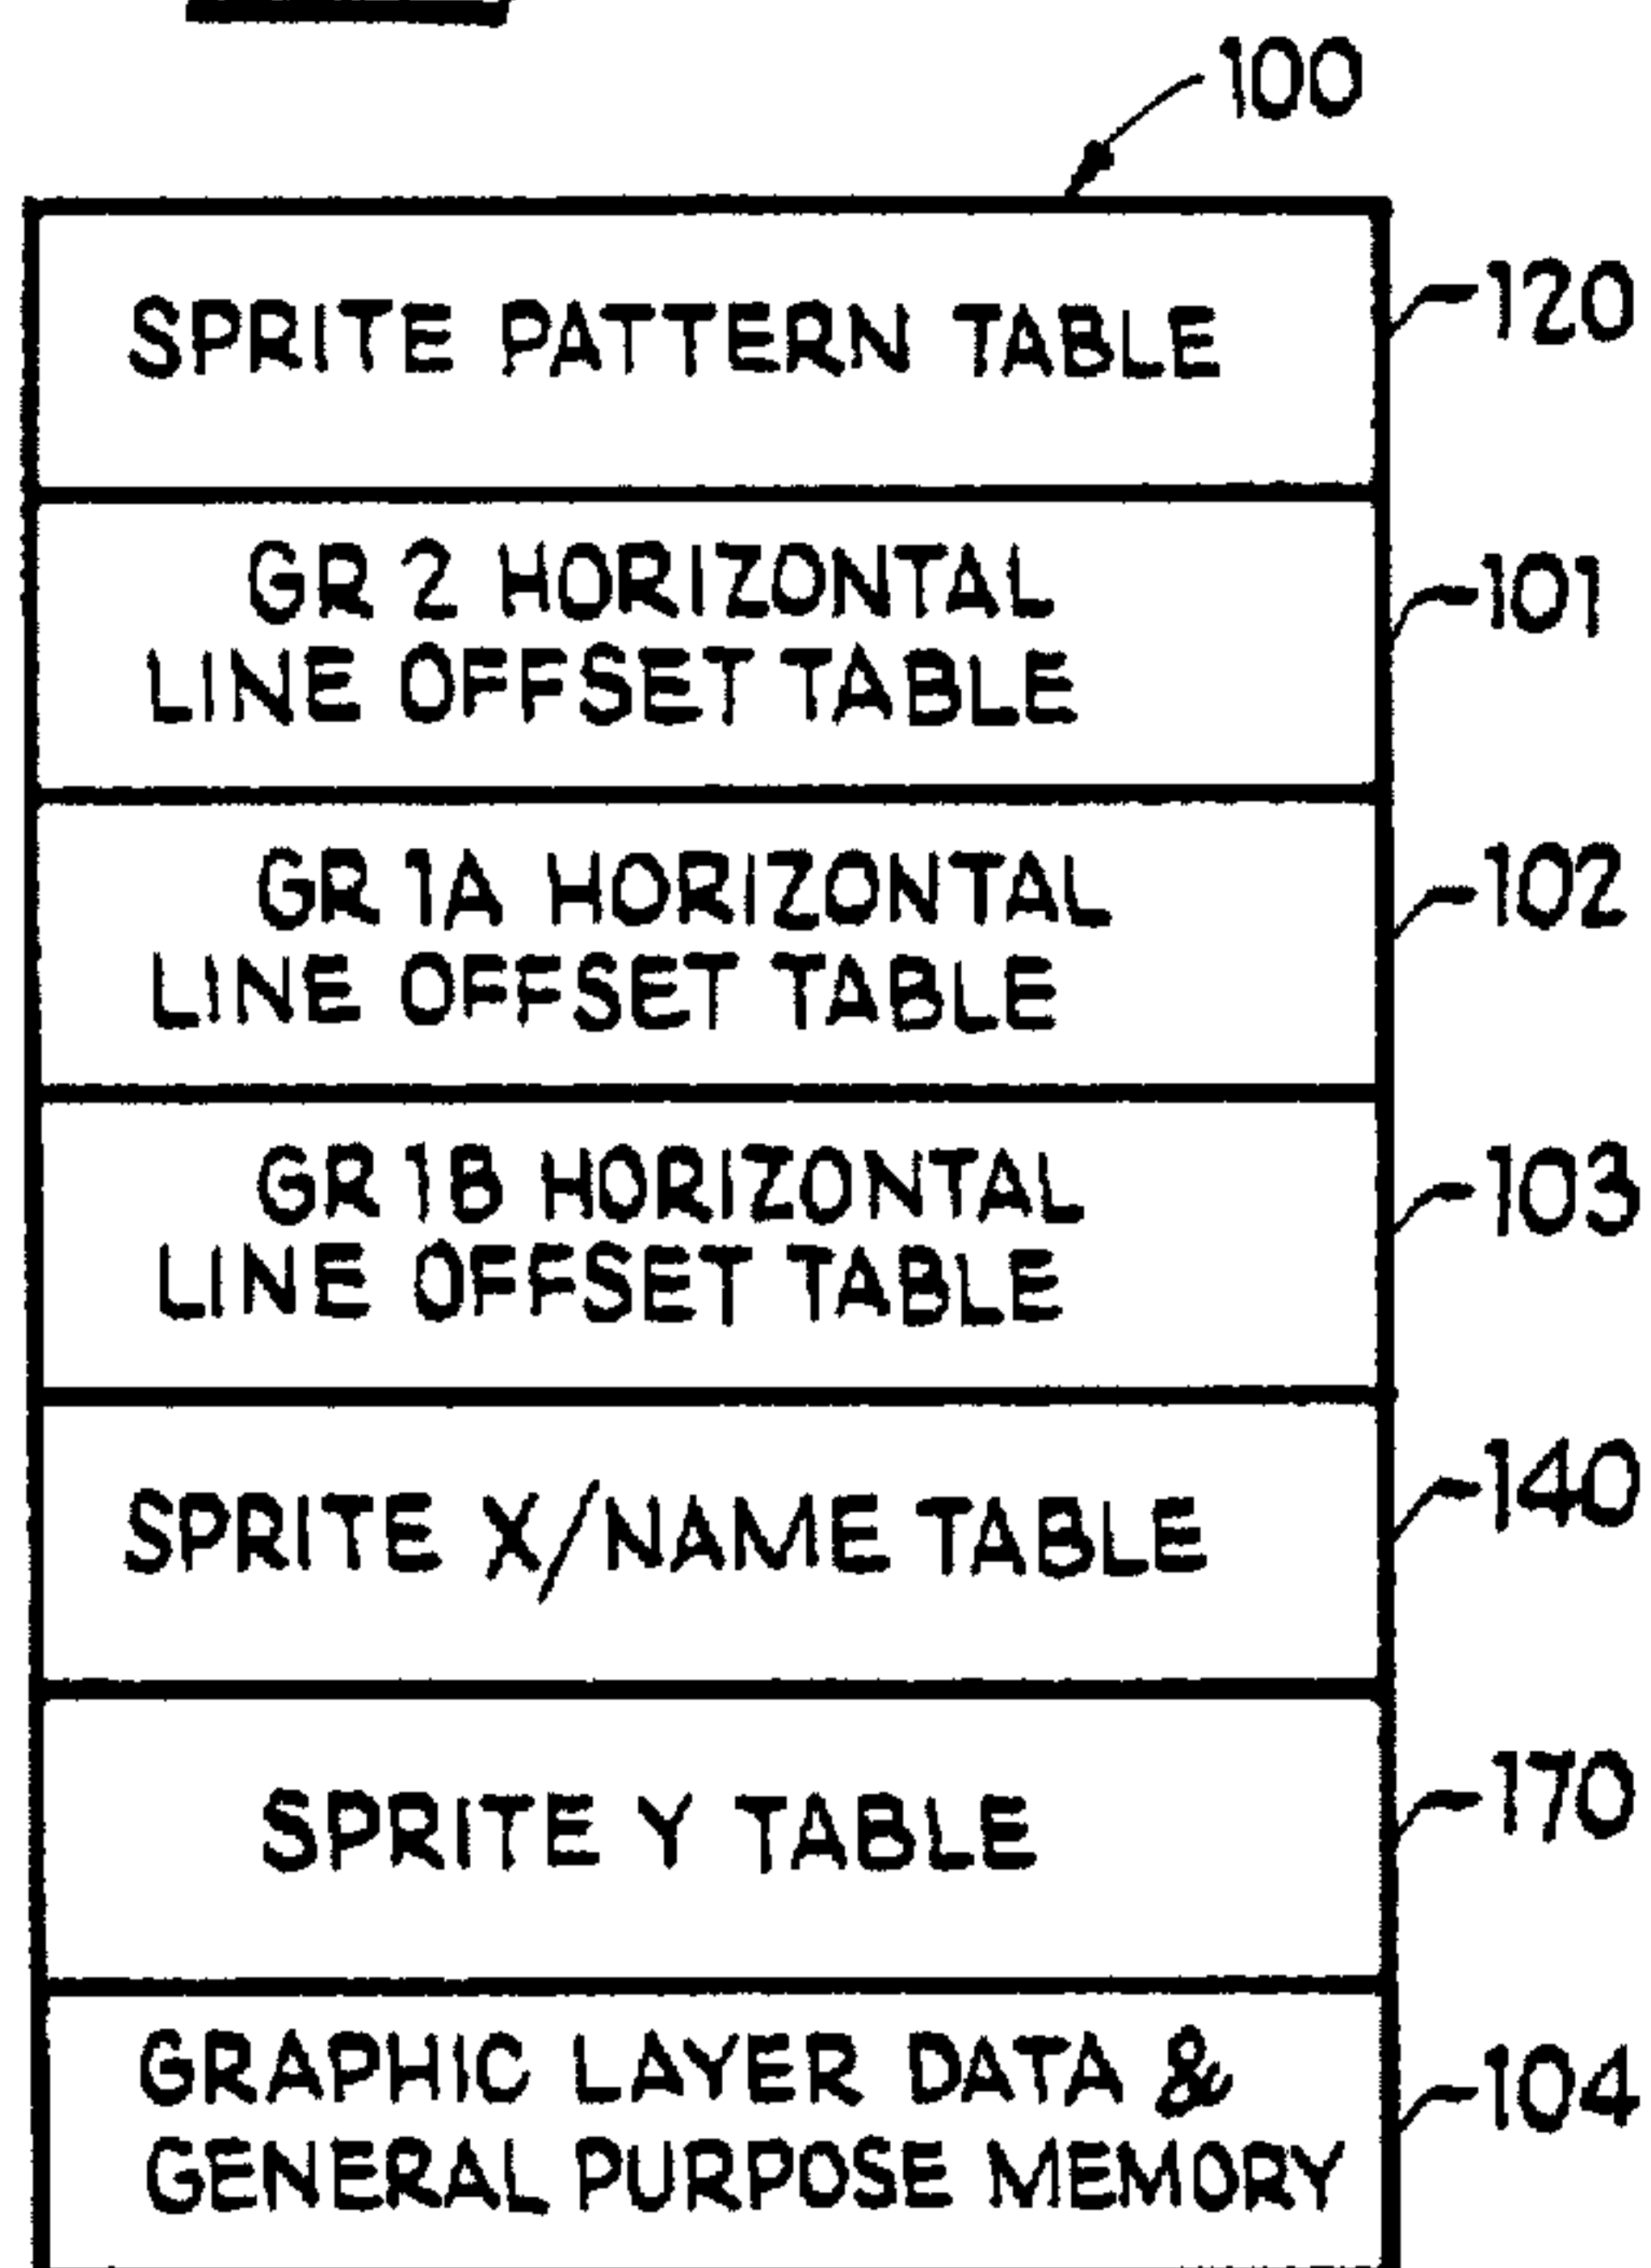 100
SPRITE PATTERN TABLE
120
GR 2 HORIZONTAL
LINE OFFSET TABLE
101
GR 1A HORIZONTAL
LINE OFFSET TABLE
102
GR 1B HORIZONTAL
LINE OFFSET TABLE
103
SPRITE X/NAME TABLE
140
SPRITE Y TABLE
170
GRAPHIC LAYER DATA &
GENERAL PURPOSE MEMORY
104